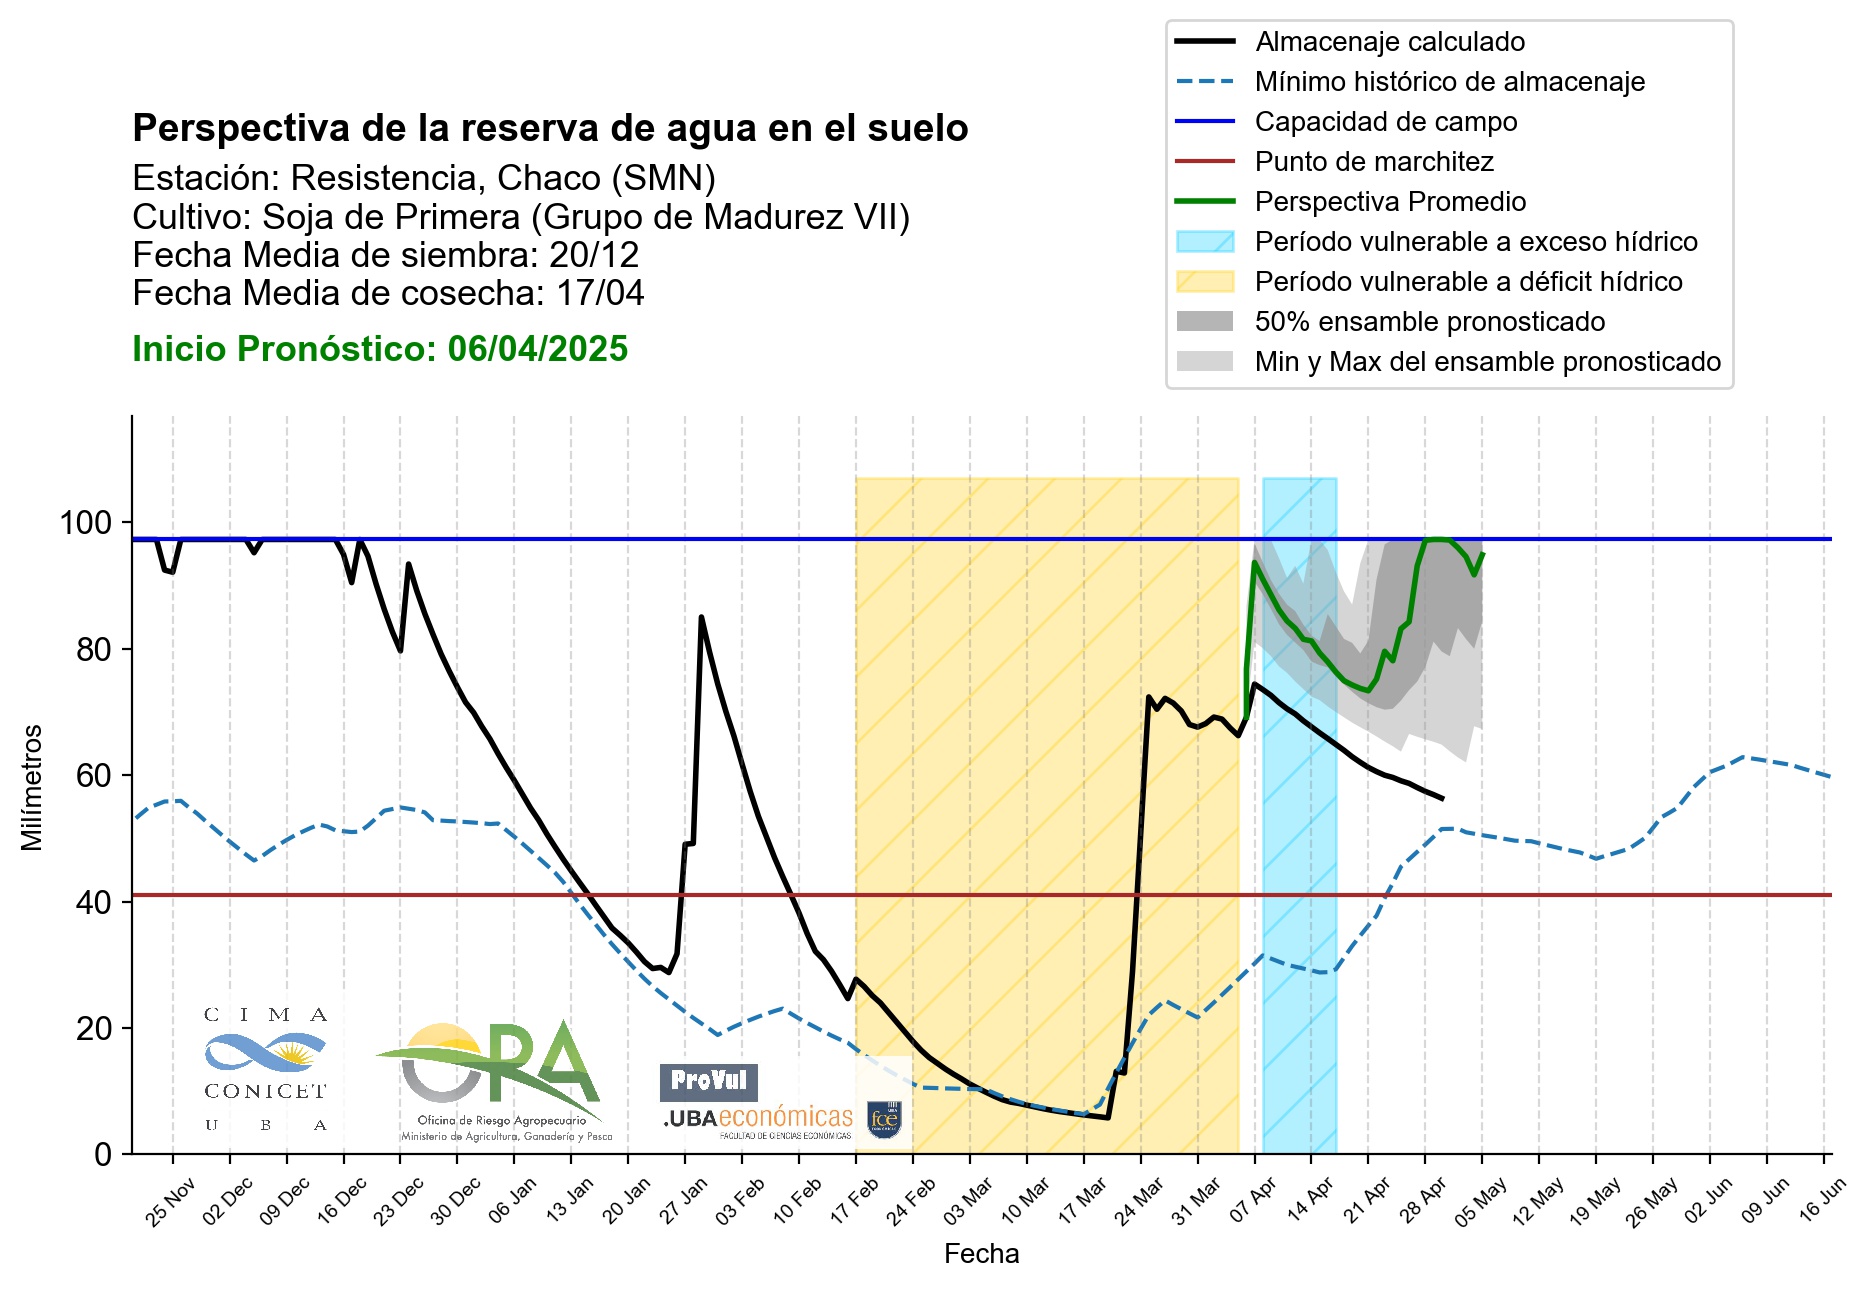 Almacenaje calculado
Mínimo histórico de almacenaje
Capacidad de campo
Punto de marchitez
Perspectiva Promedio
Período vulnerable a exceso hídrico
Período vulnerable a déficit hídrico
50% ensamble pronosticado
Min y Max del ensamble pronosticado
Perspectiva de la reserva de agua en el suelo
Estación: Resistencia, Chaco (SMN)
Cultivo: Soja de Primera (Grupo de Madurez VII)
Fecha Media de siembra: 20/12
Fecha Media de cosecha: 17/04
Inicio Pronóstico: 06/04/2025
Milímetros
100
80
60
40
20
0
CIMA
CONICET
UBA
ORA
Oficina de Riesgo Agropecuario
Ministerio de Agricultura, Ganadería y Pesca
ProVul
.UBAeconómicas
FACULTAD DE CIENCIAS ECONÓMICAS
fce
25 Nov
02 Dec
09 Dec
16 Dec
23 Dec
30 Dec
06 Jan
13 Jan
20 Jan
27 Jan
03 Feb
10 Feb
17 Feb
24 Feb
03 Mar
10 Mar
17 Mar
24 Mar
31 Mar
07 Apr
14 Apr
21 Apr
28 Apr
05 May
12 May
19 May
26 May
02 Jun
09 Jun
16 Jun
Fecha